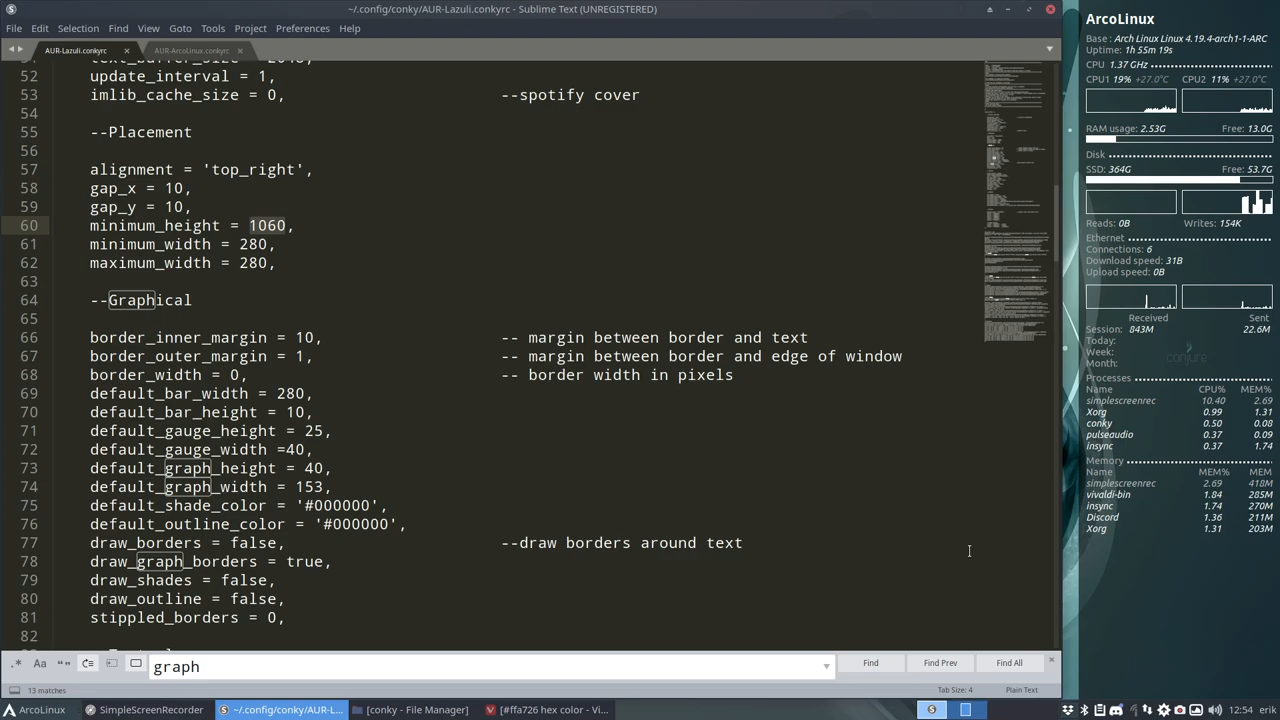 ~/.config/conky/AUR-Lazuli.conkyrc - Sublime Text (UNREGISTERED)
File Edit Selection Find View Goto Tools Project Preferences Help
AUR-Lazuli.conkyrc × AUR-ArcoLinux.conkyrc ×
52 update_interval = 1,
53 imlib_cache_size = 0, --spotify cover
54
55 --Placement
56
57 alignment = 'top_right',
58 gap_x = 10,
59 gap_y = 10,
60 minimum_height = 1060,
61 minimum_width = 280,
62 maximum_width = 280,
63
64 --Graphical
65
66 border_inner_margin = 10, -- margin between border and text
67 border_outer_margin = 1, -- margin between border and edge of window
68 border_width = 0, -- border width in pixels
69 default_bar_width = 280,
70 default_bar_height = 10,
71 default_gauge_height = 25,
72 default_gauge_width =40,
73 default_graph_height = 40,
74 default_graph_width = 153,
75 default_shade_color = '#000000',
76 default_outline_color = '#000000',
77 draw_borders = false, --draw borders around text
78 draw_graph_borders = true,
79 draw_shades = false,
80 draw_outline = false,
81 stippled_borders = 0,
82
.* Aa “” graph Find Find Prev Find All
13 matches Tab Size: 4 Plain Text
ArcoLinux
Base : Arch Linux Linux 4.19.4-arch1-1-ARC
Uptime: 1h 55m 19s
CPU 1.37 GHz
CPU1 19% +27.0°C CPU2 11% +27.0°C
RAM usage: 2.53G Free: 13.0G
Disk
SSD: 364G Free: 53.7G
Reads: 0B Writes: 154K
Ethernet
Connections: 6
Download speed: 31B
Upload speed: 0B
Received Sent
Session: 843M 22.6M
Today:
Week:
Month:
conjure
Processes
Name CPU% MEM%
simplescreenrec 10.40 2.69
Xorg 0.99 1.31
conky 0.50 0.08
pulseaudio 0.37 0.09
insync 0.37 1.74
Memory
Name MEM% MEM
simplescreenrec 2.69 418M
vivaldi-bin 1.84 285M
insync 1.74 270M
Discord 1.36 211M
Xorg 1.31 203M
ArcoLinux SimpleScreenRecorder ~/.config/conky/AUR-L... [conky - File Manager] [#ffa726 hex color - Vi... 12:54 erik